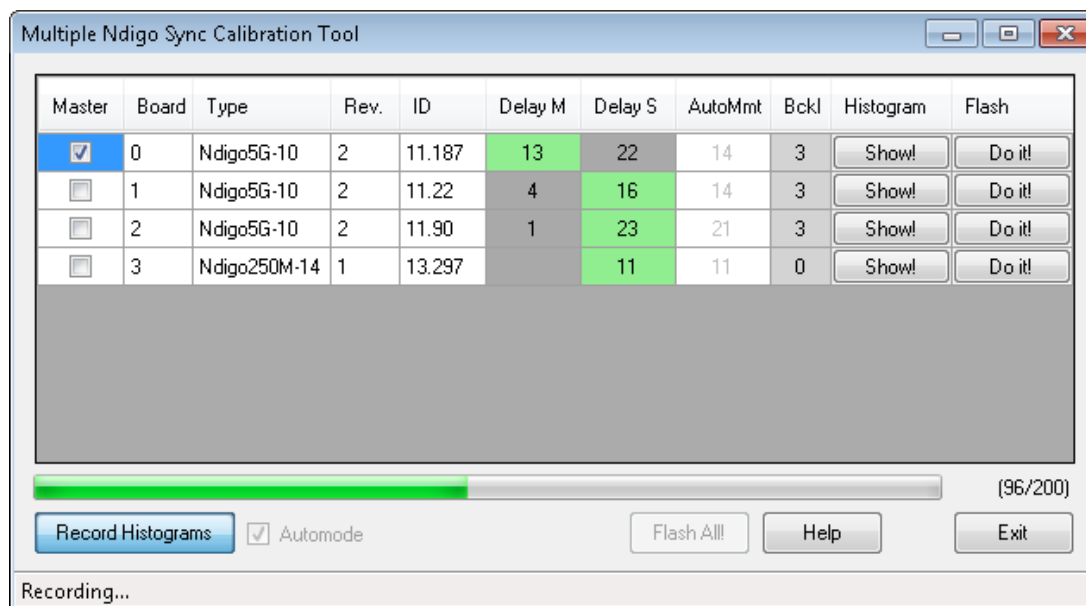 Multiple Ndigo Sync Calibration Tool
Master Board Type Rev. ID Delay M Delay S AutoMmt Bckl Histogram Flash
0 Ndigo5G-10 2 11.187 13 22 14 3 Show! Do it!
1 Ndigo5G-10 2 11.22 4 16 14 3 Show! Do it!
2 Ndigo5G-10 2 11.90 1 23 21 3 Show! Do it!
3 Ndigo250M-14 1 13.297 11 11 0 Show! Do it!
(96/200)
Record Histograms Automode Flash All! Help Exit
Recording...